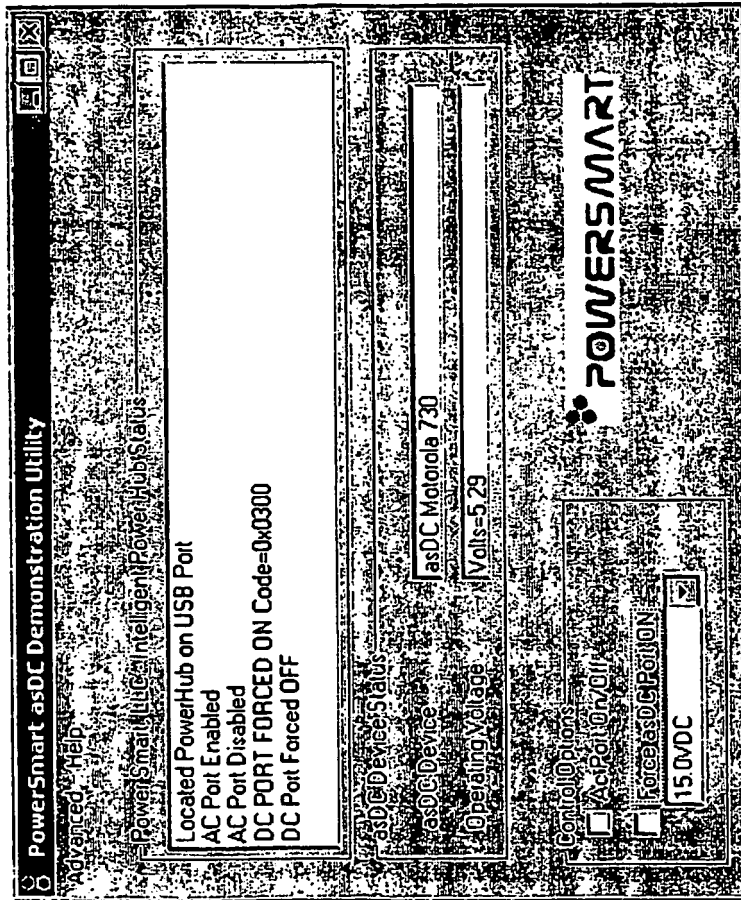 PowerSmart asDC Demonstration Utility
Advanced Help
PowerSmart LLC Intelligent PowerHub Status
Located PowerHub on USB Port
AC Port Enabled
AC Port Disabled
DC PORT FORCED ON Code=0x0300
DC Port Forced OFF
asDC Device Status
asDC Device
asDC Motorola 730
Operating Voltage
Volts=5.29
Control Options
AcPort On/Off
Force asDC Port ON
15.0VDC
POWERSMART